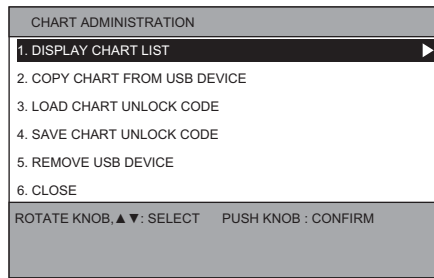 CHART ADMINISTRATION
1. DISPLAY CHART LIST ▶
2. COPY CHART FROM USB DEVICE
3. LOAD CHART UNLOCK CODE
4. SAVE CHART UNLOCK CODE
5. REMOVE USB DEVICE
6. CLOSE
ROTATE KNOB,▲▼: SELECT PUSH KNOB : CONFIRM